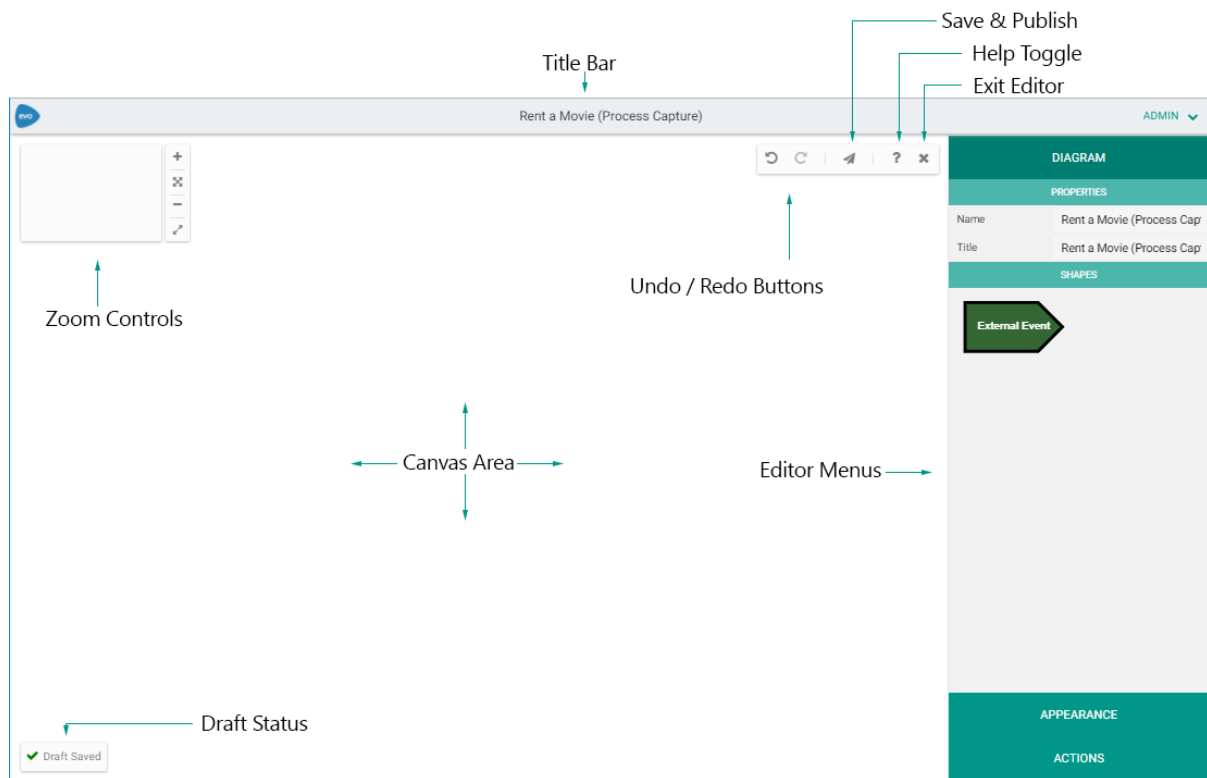 Save & Publish
Help Toggle
Title Bar
Exit Editor
evo
Rent a Movie (Process Capture)
ADMIN
?
DIAGRAM
PROPERTIES
Name
Rent a Movie (Process Cap
Title
Rent a Movie (Process Cap
SHAPES
Undo / Redo Buttons
Zoom Controls
External Event
Canvas Area
Editor Menus
Draft Status
APPEARANCE
Draft Saved
ACTIONS